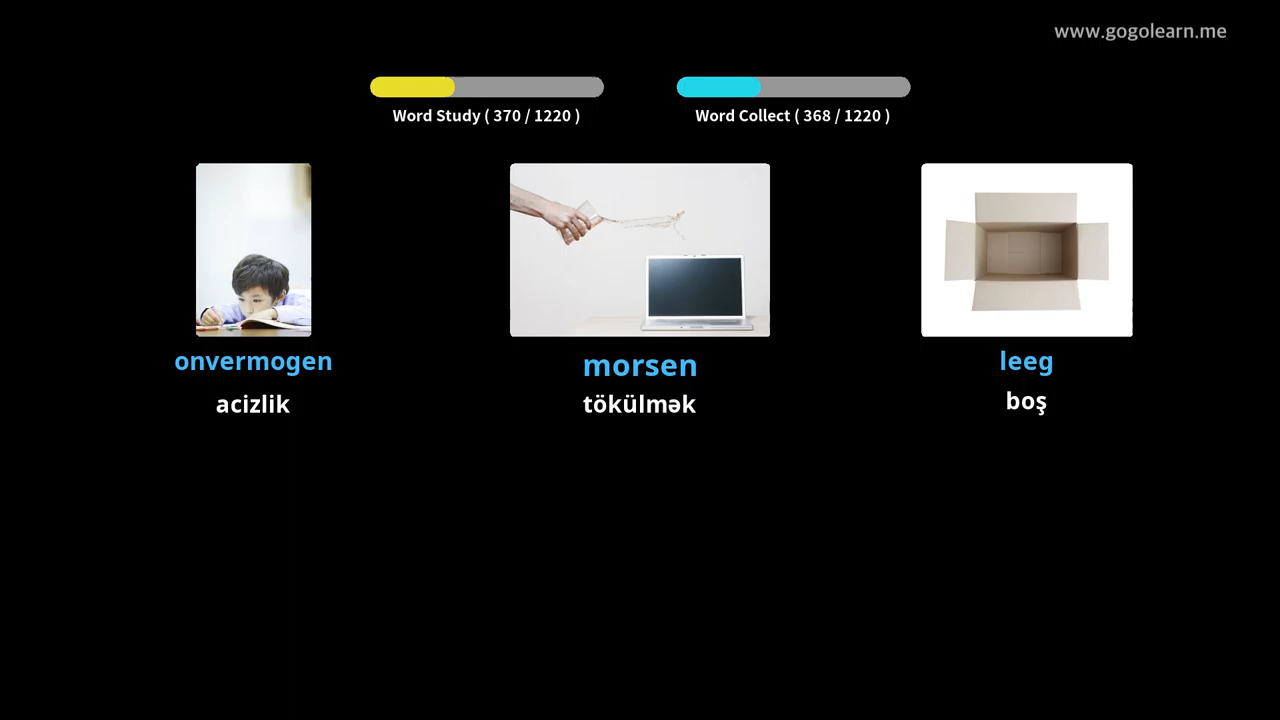 www.gogolearn.me
Word Study ( 370 / 1220 )
Word Collect ( 368 / 1220 )
onvermogen
morsen
leeg
acizlik
tökülmək
boş